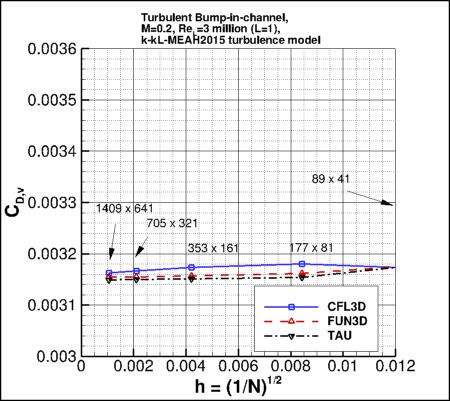 Turbulent Bump-in-channel,
M=0.2, Re_L=3 million (L=1),
k-kL-MEAH2015 turbulence model
0.0036
0.0035
0.0034
0.0033
0.0032
0.0031
0.003
C_D,v
89 x 41
1409 x 641
705 x 321
353 x 161
177 x 81
CFL3D
FUN3D
TAU
0
0.002
0.004
0.006
0.008
0.01
0.012
h = (1/N)^1/2